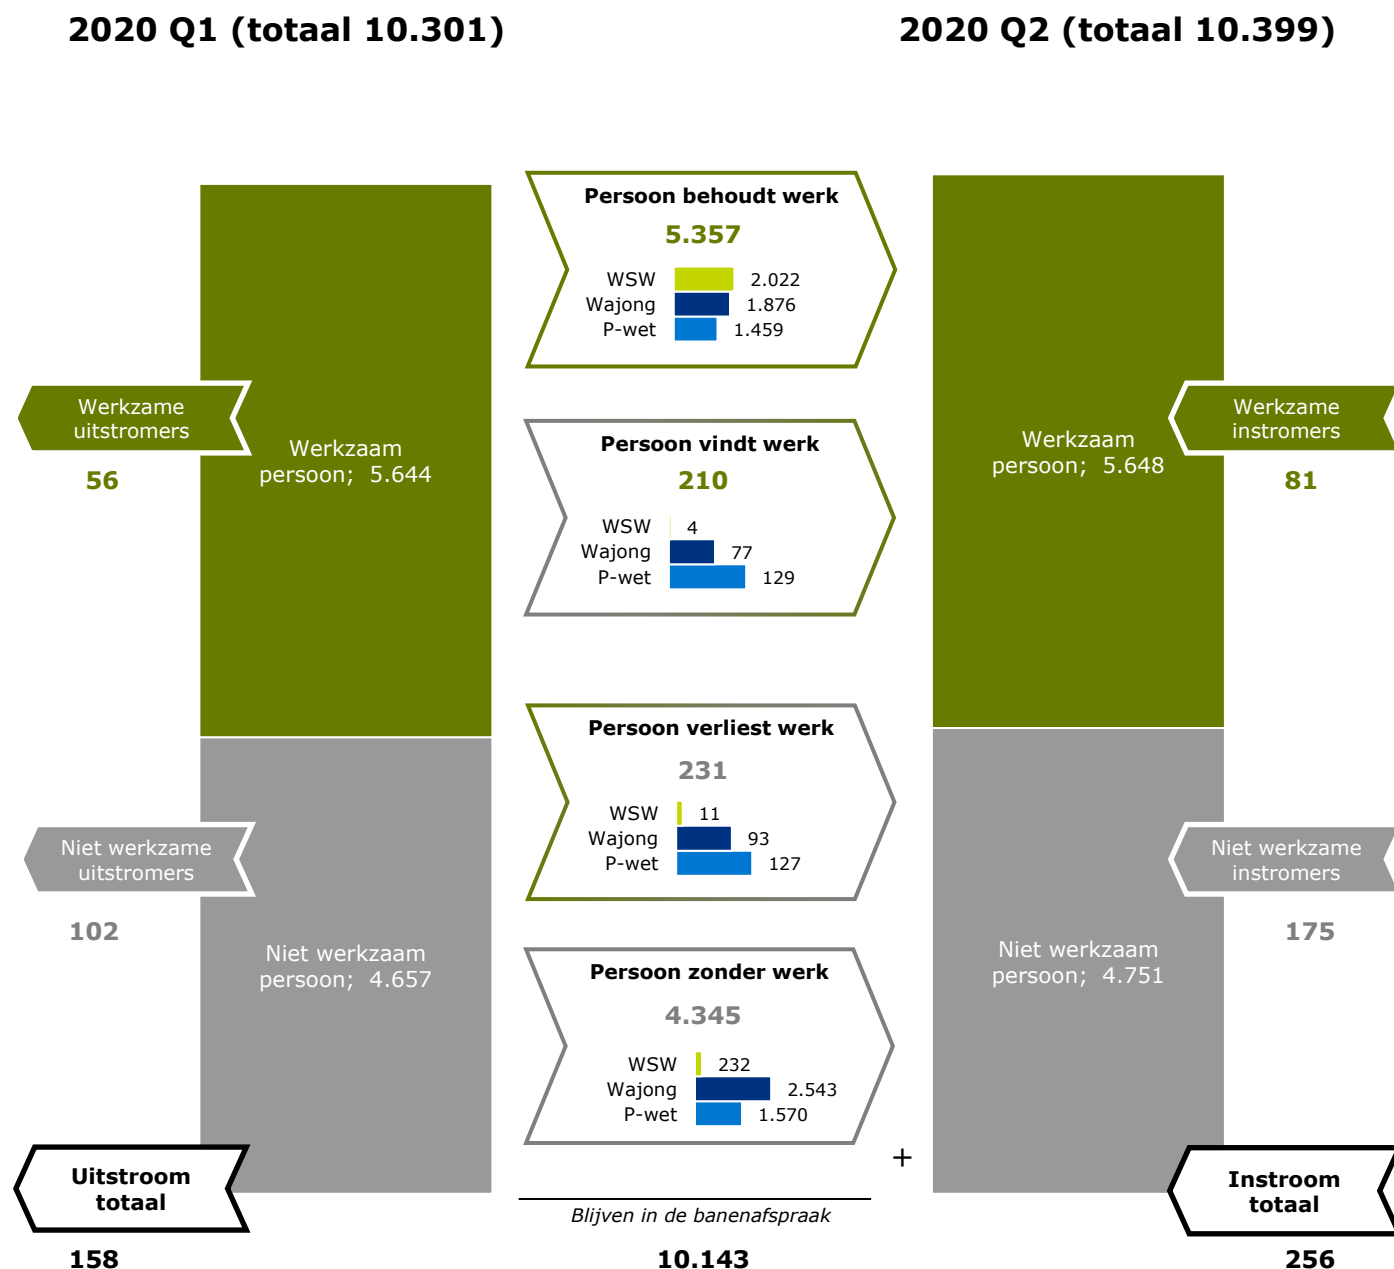 2020 Q1 (totaal 10.301)
2020 Q2 (totaal 10.399)
Persoon behoudt werk
5.357
WSW 2.022
Wajong 1.876
P-wet 1.459
Werkzame
uitstromers
56
Werkzaam
persoon; 5.644
Persoon vindt werk
210
WSW 4
Wajong 77
P-wet 129
Werkzaam
persoon; 5.648
Werkzame
instromers
81
Persoon verliest werk
231
WSW 11
Wajong 93
P-wet 127
Niet werkzame
uitstromers
102
Niet werkzaam
persoon; 4.657
Persoon zonder werk
4.345
WSW 232
Wajong 2.543
P-wet 1.570
Niet werkzaam
persoon; 4.751
Niet werkzame
instromers
175
Uitstroom
totaal
158
+
Blijven in de banenafspraak
10.143
Instroom
totaal
256